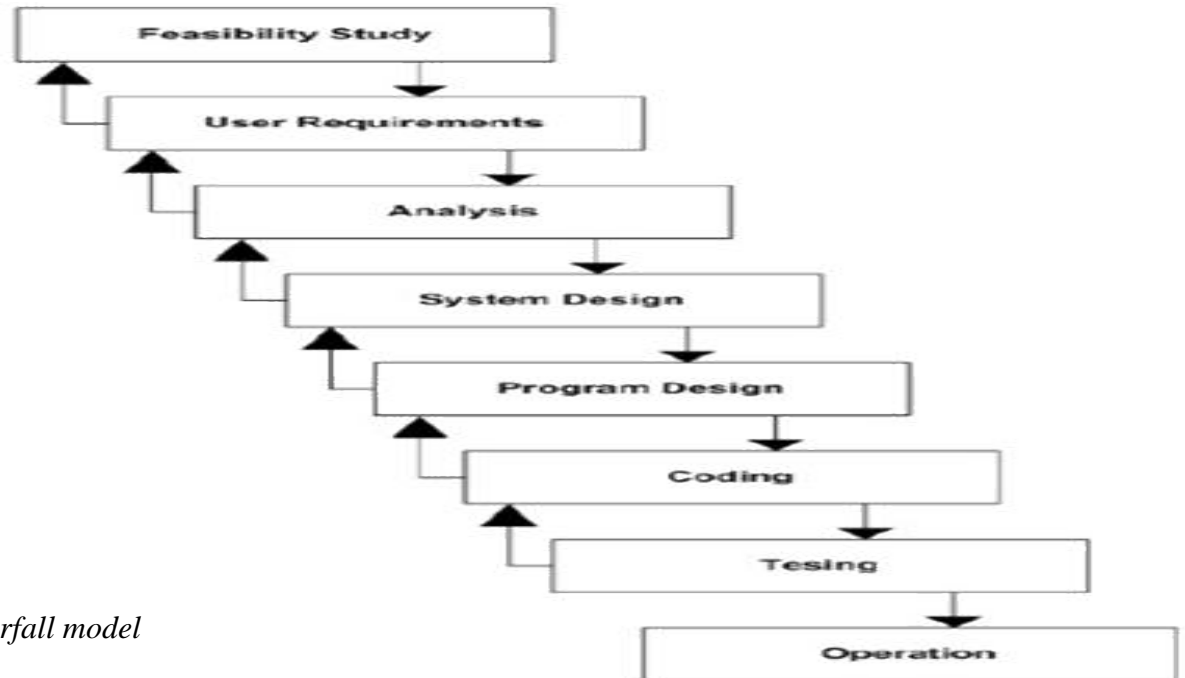 Feasibility Study
User Requirements
Analysis
System Design
Program Design
Coding
Tesing
rfall model
Operation